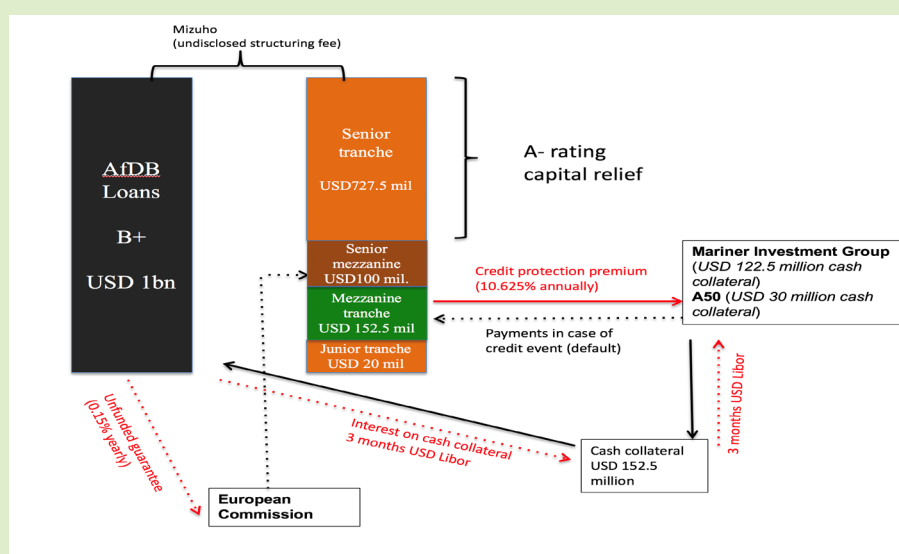 Mizuho
(undisclosed structuring fee)
AfDB
Loans
B+
USD 1bn
Senior
tranche
USD727.5 mil
A- rating
capital relief
Senior
mezzanine
USD100 mil.
Mezzanine
tranche
USD 152.5 mil
Junior tranche
USD 20 mil
Credit protection premium
(10.625% annually)
Payments in case of
credit event (default)
Mariner Investment Group
(USD 122.5 million cash
collateral)
A50 (USD 30 million cash
collateral)
3 months USD Libor
Interest on cash collateral
3 months USD Libor
Cash collateral
USD 152.5
million
Unfunded guarantee
(0.15% yearly)
European
Commission